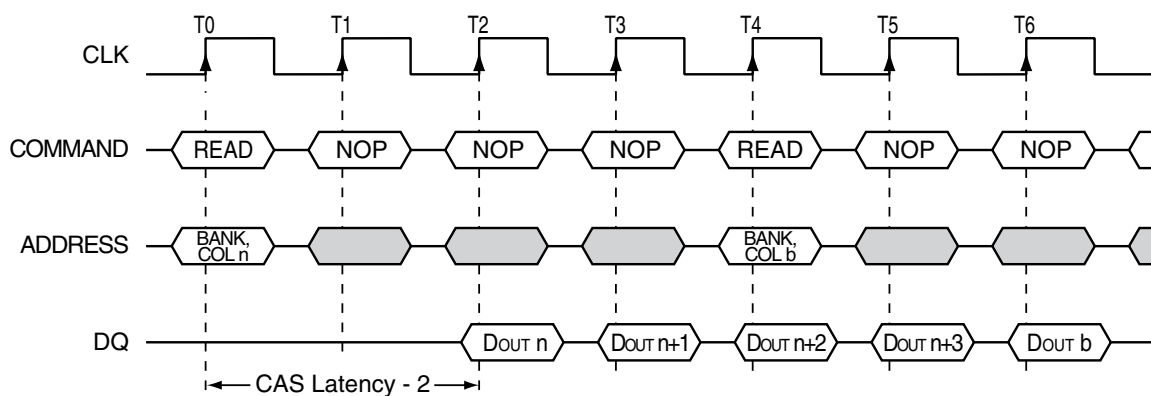 T0 T1 T2 T3 T4 T5 T6
CLK
COMMAND READ NOP NOP NOP READ NOP NOP
ADDRESS BANK, COL n BANK, COL b
DQ DOUT n DOUT n+1 DOUT n+2 DOUT n+3 DOUT b
CAS Latency - 2